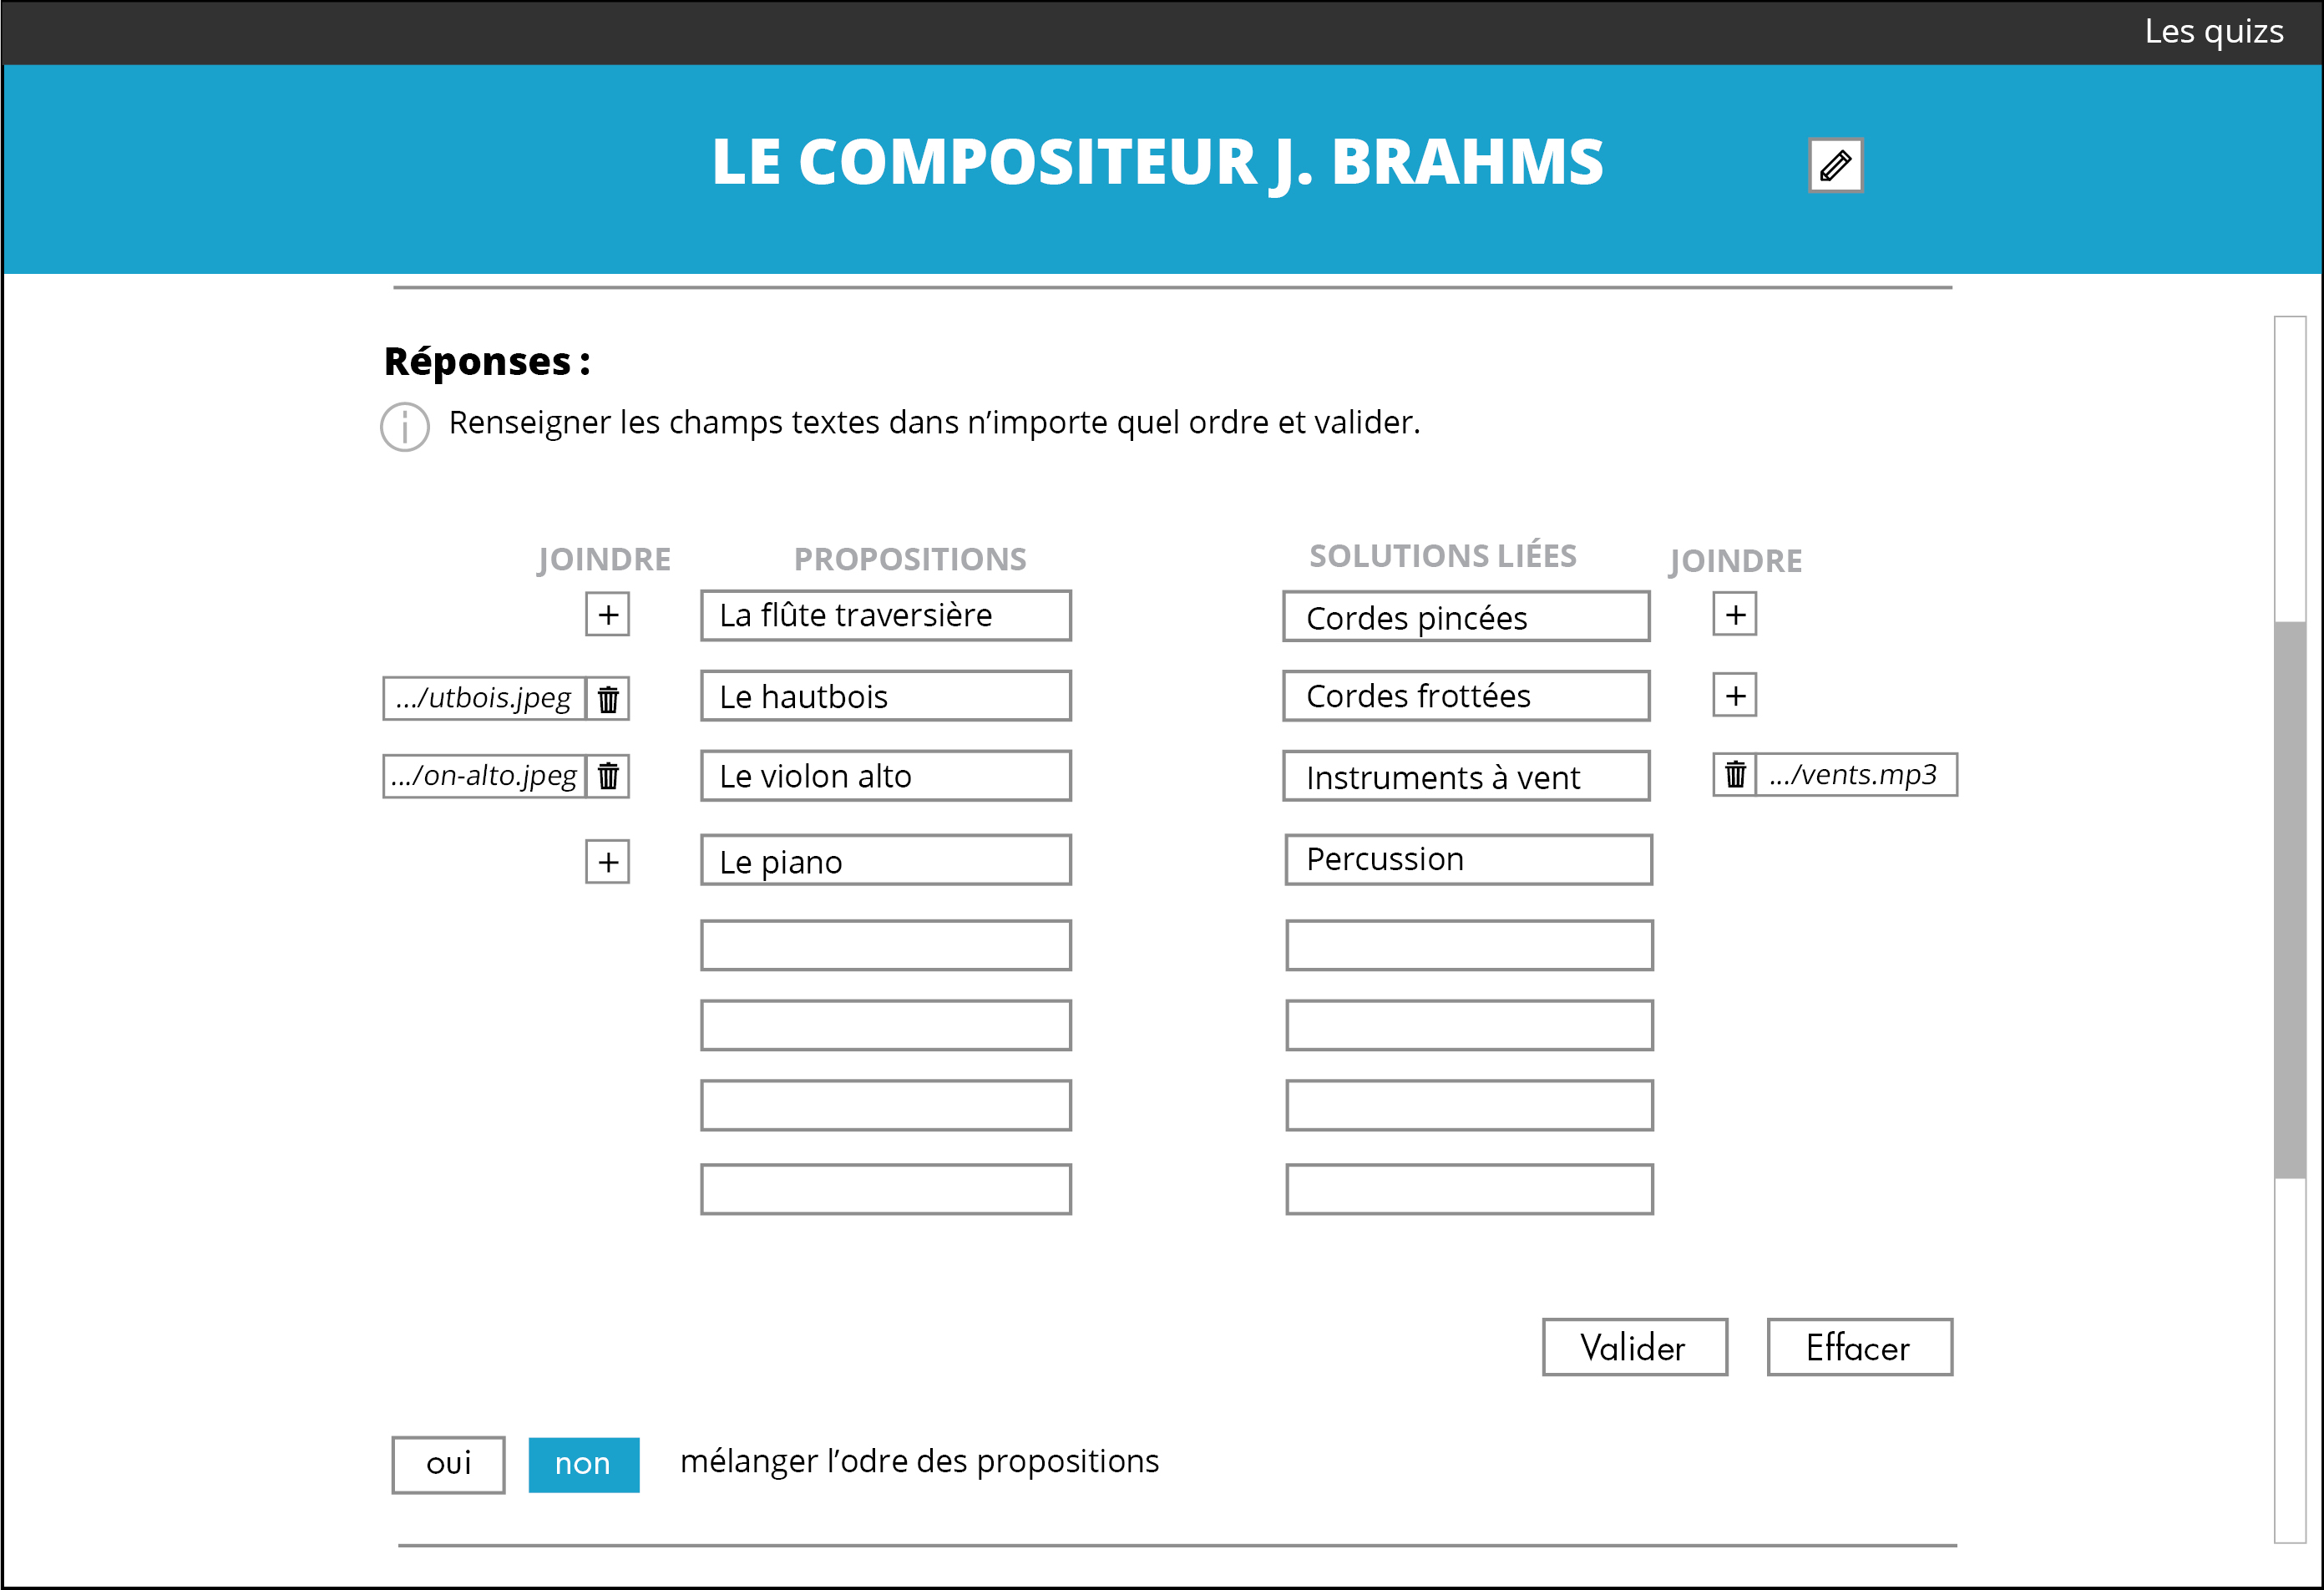 Les quizs
LE COMPOSITEUR J. BRAHMS
Réponses :
Renseigner les champs textes dans n’importe quel ordre et valider.
JOINDRE PROPOSITIONS SOLUTIONS LIÉES JOINDRE
+ La flûte traversière Cordes pincées +
.../utbois.jpeg Le hautbois Cordes frottées +
.../on-alto.jpeg Le violon alto Instruments à vent .../vents.mp3
+ Le piano Percussion
Valider Effacer
oui non mélanger l’odre des propositions